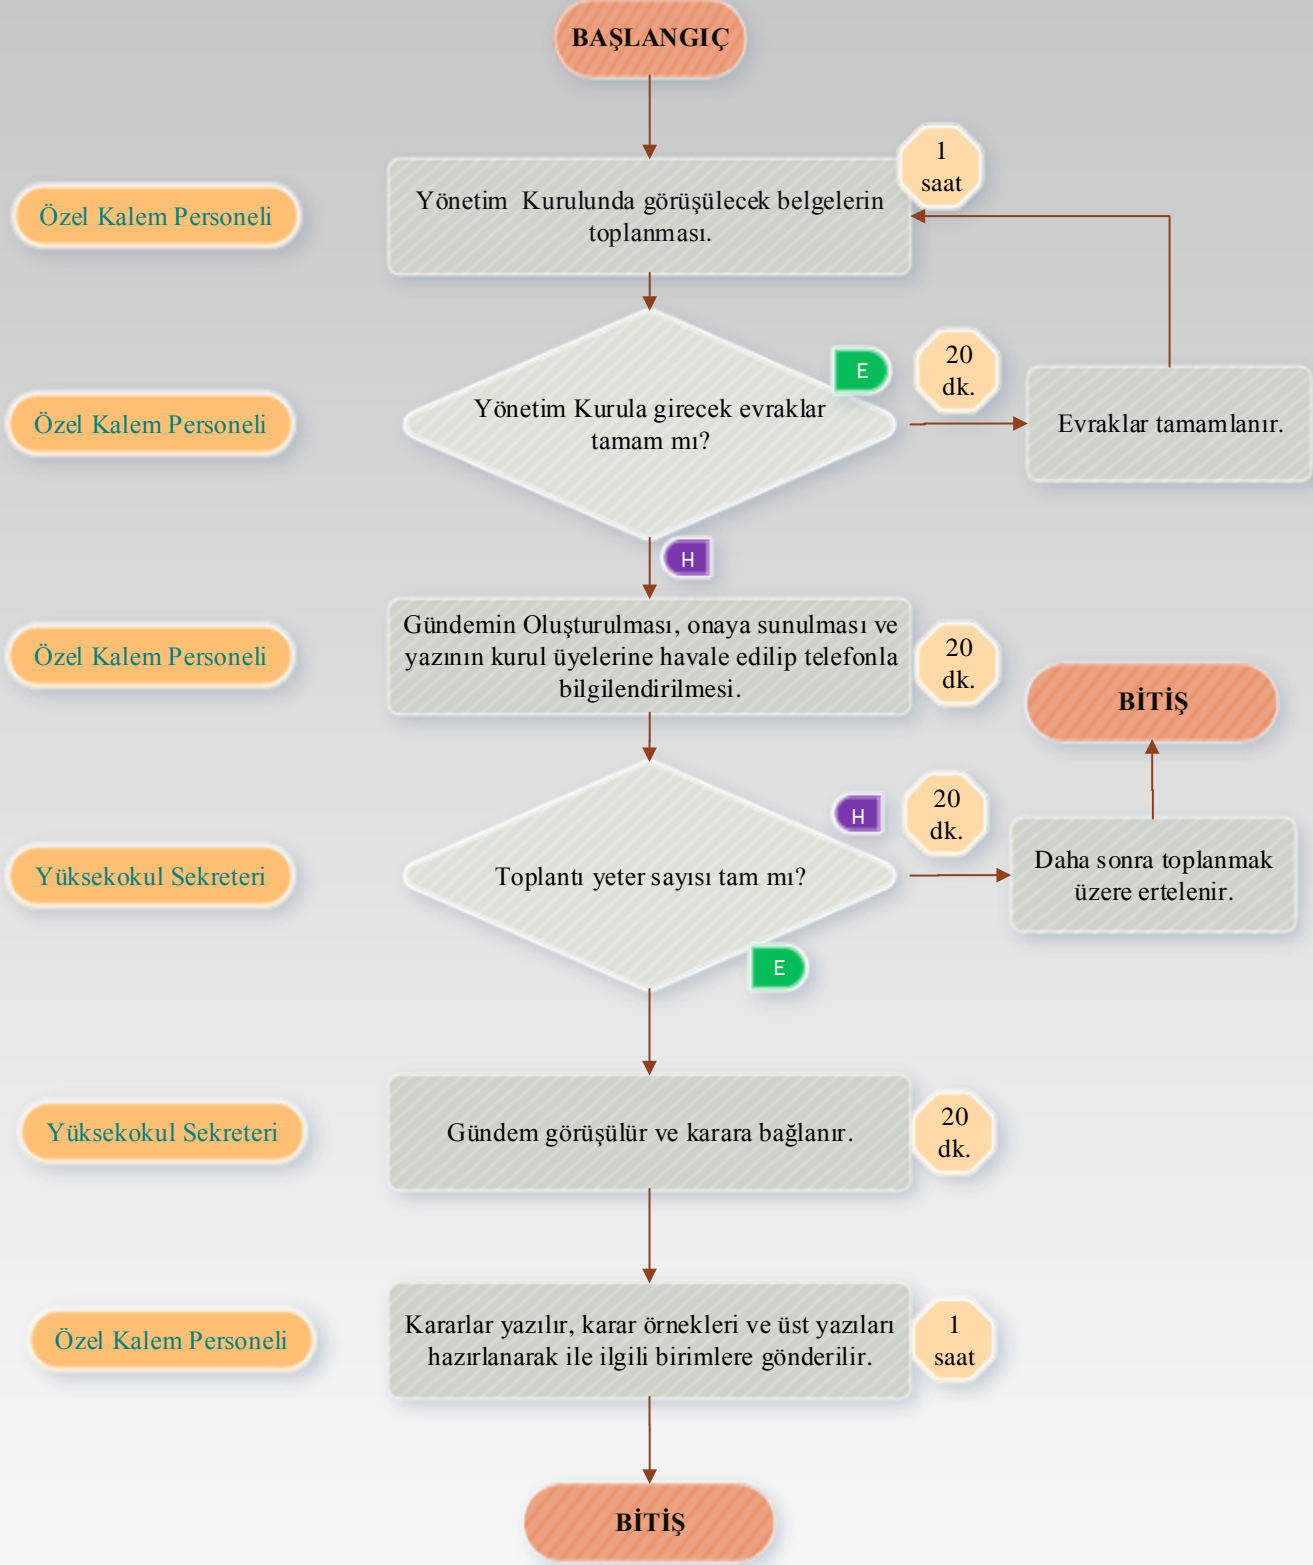 BAŞLANGIÇ
1
saat
Özel Kalem Personeli
Yönetim  Kurulunda görüşülecek belgelerin
toplanması.
E
20
dk.
Özel Kalem Personeli
Yönetim Kurula girecek evraklar
tamam mı?
Evraklar tamamlanır.
H
Özel Kalem Personeli
Gündemin Oluşturulması, onaya sunulması ve
yazının kurul üyelerine havale edilip telefonla
bilgilendirilmesi.
20
dk.
BİTİŞ
H
20
dk.
Yüksekokul Sekreteri
Toplantı yeter sayısı tam mı?
Daha sonra toplanmak
üzere ertelenir.
E
Yüksekokul Sekreteri
Gündem görüşülür ve karara bağlanır.
20
dk.
Özel Kalem Personeli
Kararlar yazılır, karar örnekleri ve üst yazıları
hazırlanarak ile ilgili birimlere gönderilir.
1
saat
BİTİŞ